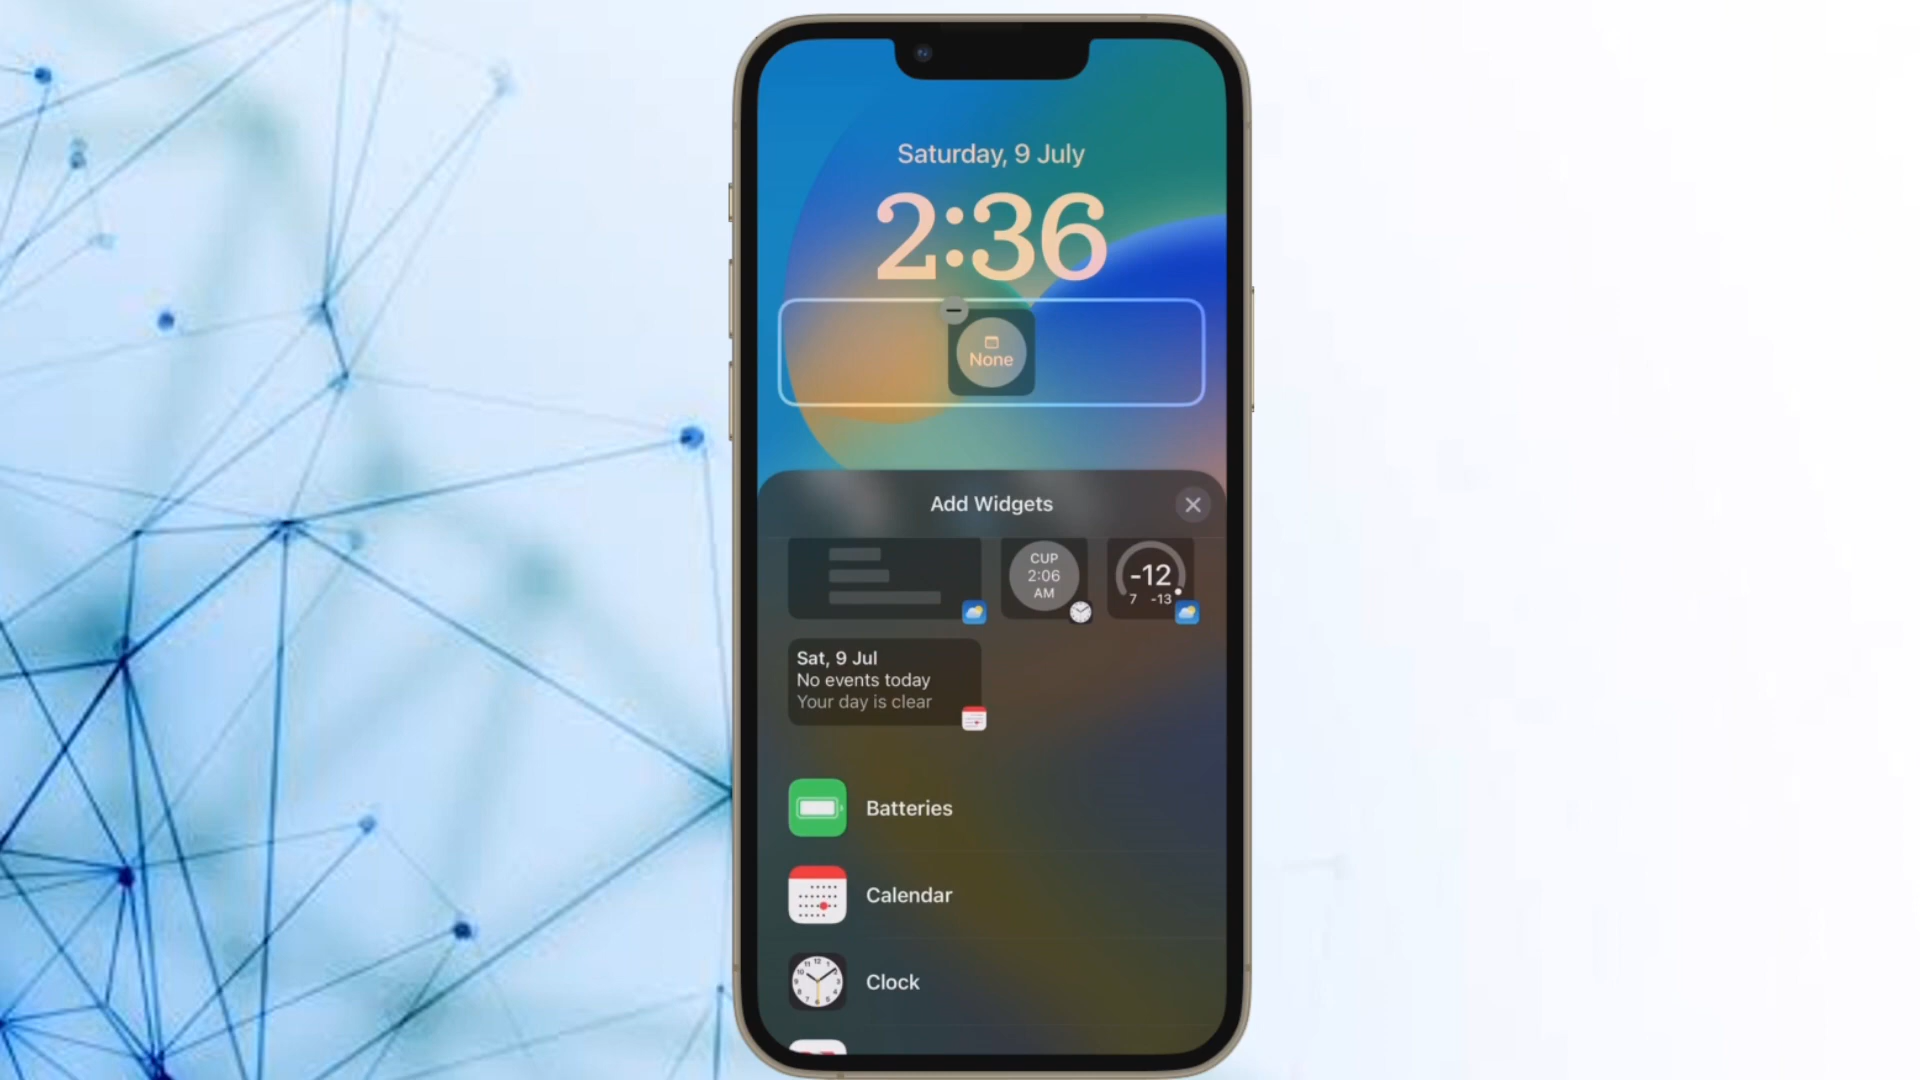 Saturday, 9 July
2:36
None
Add Widgets
CUP
2:06
AM
-12
7 -13
Sat, 9 Jul
No events today
Your day is clear
Batteries
Calendar
Clock